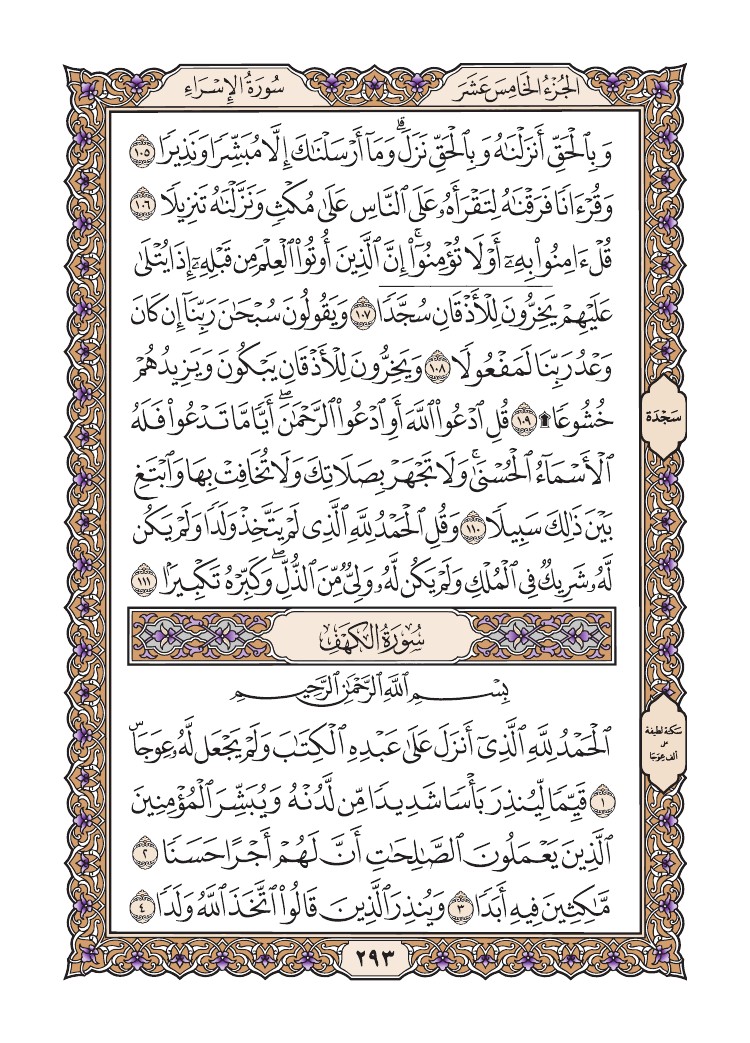 الجُزْءُ الخَامِسَ عَشَرَ
سُورَةُ الإِسْرَاءِ
وَبِٱلْحَقِّ أَنزَلْنَٰهُ وَبِٱلْحَقِّ نَزَلَۗ وَمَآ أَرْسَلْنَٰكَ إِلَّا مُبَشِّرًا وَنَذِيرًا ١٠٥
وَقُرْءَانًا فَرَقْنَٰهُ لِتَقْرَأَهُۥ عَلَى ٱلنَّاسِ عَلَىٰ مُكْثٍ وَنَزَّلْنَٰهُ تَنزِيلًا ١٠٦
قُلْ ءَامِنُوا۟ بِهِۦٓ أَوْ لَا تُؤْمِنُوٓا۟ۚ إِنَّ ٱلَّذِينَ أُوتُوا۟ ٱلْعِلْمَ مِن قَبْلِهِۦٓ إِذَا يُتْلَىٰ
عَلَيْهِمْ يَخِرُّونَ لِلْأَذْقَانِ سُجَّدًا ١٠٧ وَيَقُولُونَ سُبْحَٰنَ رَبِّنَآ إِن كَانَ
وَعْدُ رَبِّنَا لَمَفْعُولًا ١٠٨ وَيَخِرُّونَ لِلْأَذْقَانِ يَبْكُونَ وَيَزِيدُهُمْ
خُشُوعًا ۩ ١٠٩ قُلِ ٱدْعُوا۟ ٱللَّهَ أَوِ ٱدْعُوا۟ ٱلرَّحْمَٰنَۖ أَيًّا مَّا تَدْعُوا۟ فَلَهُ
سَجْدَة
ٱلْأَسْمَآءُ ٱلْحُسْنَىٰۚ وَلَا تَجْهَرْ بِصَلَاتِكَ وَلَا تُخَافِتْ بِهَا وَٱبْتَغِ
بَيْنَ ذَٰلِكَ سَبِيلًا ١١٠ وَقُلِ ٱلْحَمْدُ لِلَّهِ ٱلَّذِى لَمْ يَتَّخِذْ وَلَدًا وَلَمْ يَكُن
لَّهُۥ شَرِيكٌ فِى ٱلْمُلْكِ وَلَمْ يَكُن لَّهُۥ وَلِىٌّ مِّنَ ٱلذُّلِّۖ وَكَبِّرْهُ تَكْبِيرًۢا ١١١
سُورَةُ الكَهْفِ
بِسْمِ ٱللَّهِ ٱلرَّحْمَٰنِ ٱلرَّحِيمِ
ٱلْحَمْدُ لِلَّهِ ٱلَّذِىٓ أَنزَلَ عَلَىٰ عَبْدِهِ ٱلْكِتَٰبَ وَلَمْ يَجْعَل لَّهُۥ عِوَجَاۜ
سكتة لطيفة
على
ألف عِوَجَا
١ قَيِّمًا لِّيُنذِرَ بَأْسًا شَدِيدًا مِّن لَّدُنْهُ وَيُبَشِّرَ ٱلْمُؤْمِنِينَ
ٱلَّذِينَ يَعْمَلُونَ ٱلصَّٰلِحَٰتِ أَنَّ لَهُمْ أَجْرًا حَسَنًا ٢
مَّٰكِثِينَ فِيهِ أَبَدًا ٣ وَيُنذِرَ ٱلَّذِينَ قَالُوا۟ ٱتَّخَذَ ٱللَّهُ وَلَدًا ٤
٢٩٣